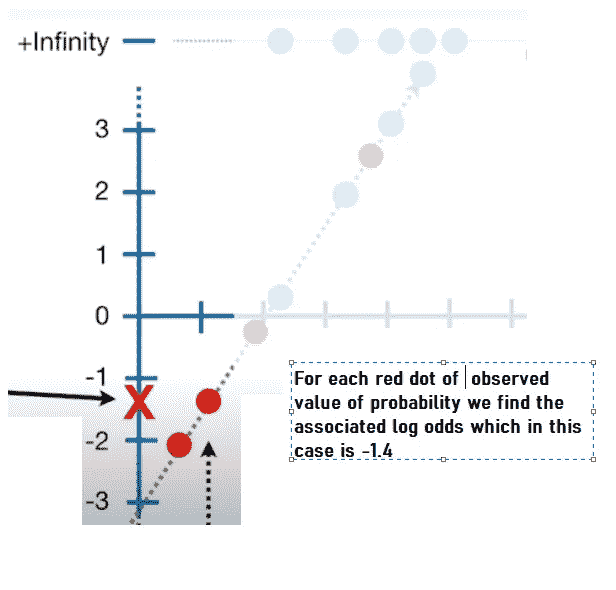 +Infinity
3
2
1
0
-1
X
-2
-3
For each red dot of observed
value of probability we find the
associated log odds which in this
case is -1.4